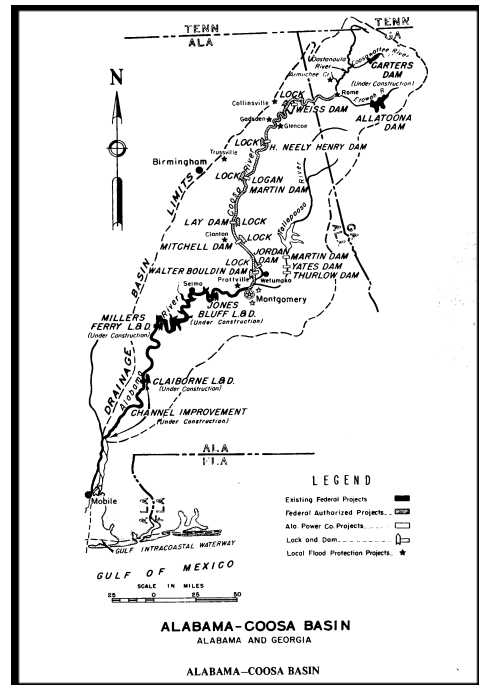 TENN
ALA
TENN
GA
Oostanaula
River
Coosawattee River
Armuchee Cr.
CARTERS
DAM
(Under Construction)
N
LOCK
Rome
Collinsville
WEISS DAM
ALLATOONA
DAM
Gadsden
Glencoe
LOCK
Trussville
H. NEELY HENRY DAM
Birmingham
LOCK
LOGAN
MARTIN DAM
Coosa River
Tallapoosa
River
LAY DAM
LOCK
GA
ALA
Clanton
LOCK
MITCHELL DAM
JORDAN
DAM
MARTIN DAM
LOCK
YATES DAM
WALTER BOULDIN DAM
THURLOW DAM
Wetumpka
Selma
Prattville
Montgomery
JONES
BLUFF L.&D.
(Under Construction)
MILLERS
FERRY L.&D.
(Under Construction)
DRAINAGE BASIN LIMITS
Alabama River
CLAIBORNE L.&D.
(Under Construction)
CHANNEL IMPROVEMENT
(Under Construction)
ALA
FLA
ALA
FLA
Mobile
GULF INTRACOASTAL WATERWAY
GULF OF MEXICO
SCALE IN MILES
25 0 25 50
LEGEND
Existing Federal Projects
Federal Authorized Projects
Ala. Power Co. Projects
Lock and Dam
Local Flood Protection Projects
ALABAMA-COOSA BASIN
ALABAMA AND GEORGIA
ALABAMA–COOSA BASIN